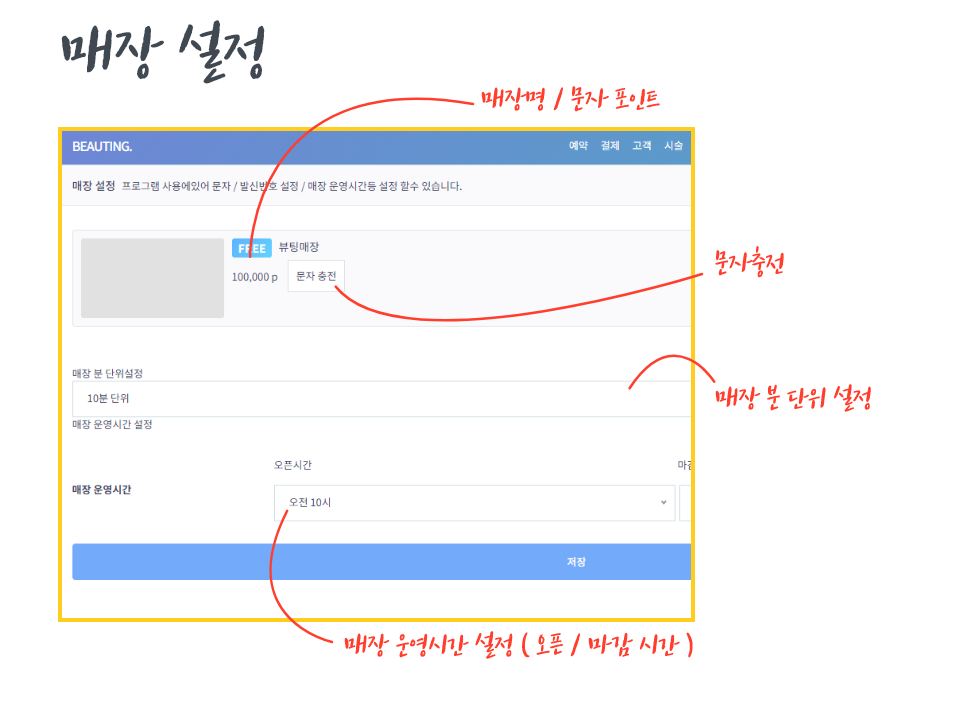 매장 설정
매장명 / 문자 포인트
BEAUTING.
예약 결제 고객 시술
매장 설정 프로그램 사용에있어 문자 / 발신번호 설정 / 매장 운영시간등 설정 할수 있습니다.
FREE 뷰팅매장
100,000 p 문자 충전
문자충전
매장 분 단위설정
10분 단위
매장 분 단위 설정
매장 운영시간 설정
오픈시간
매장 운영시간
오전 10시
저장
매장 운영시간 설정 ( 오픈 / 마감 시간 )